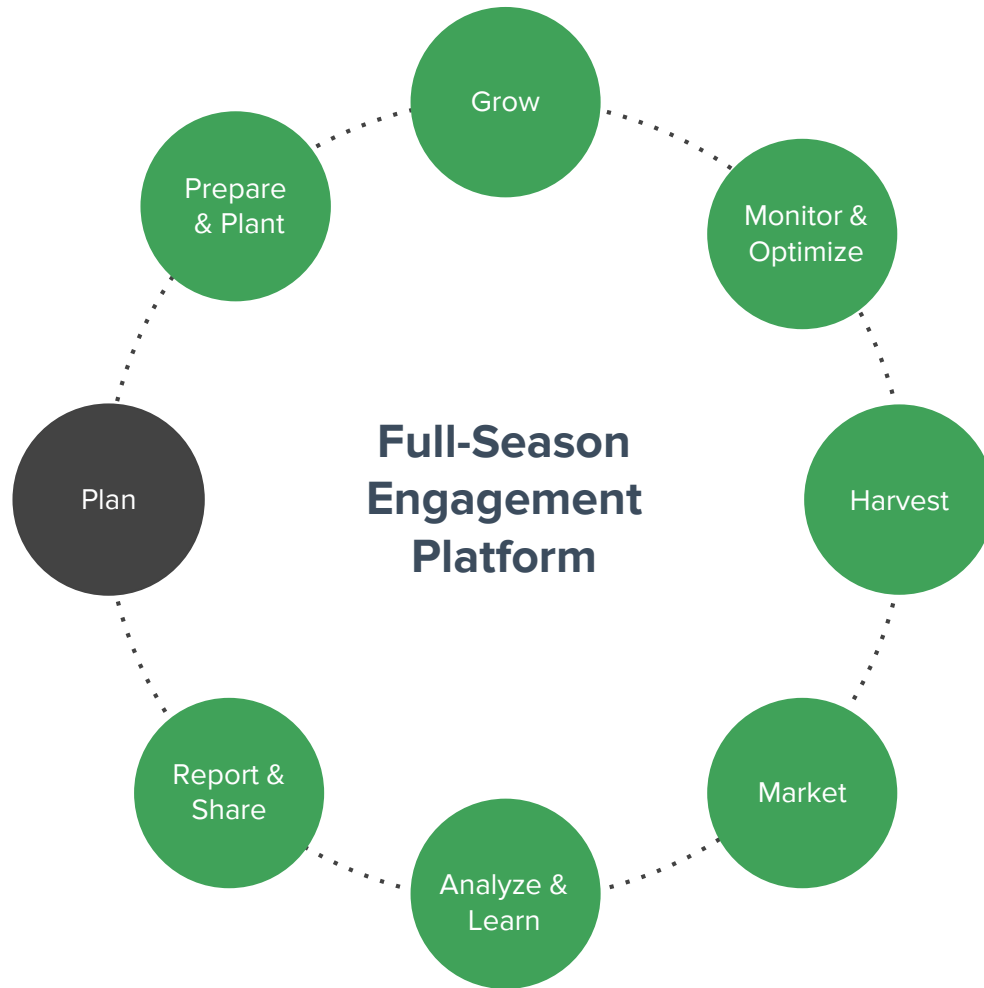 Grow
Prepare
& Plant
Monitor &
Optimize
Full-Season
Engagement
Platform
Plan
Harvest
Report &
Share
Market
Analyze &
Learn